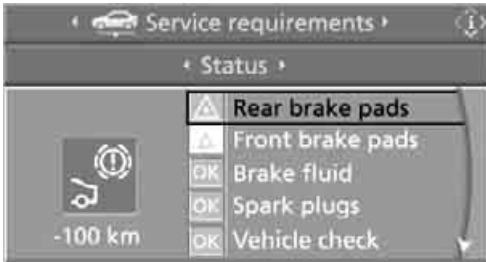 Service requirements
Status
Rear brake pads
Front brake pads
OK Brake fluid
OK Spark plugs
-100 km
OK Vehicle check